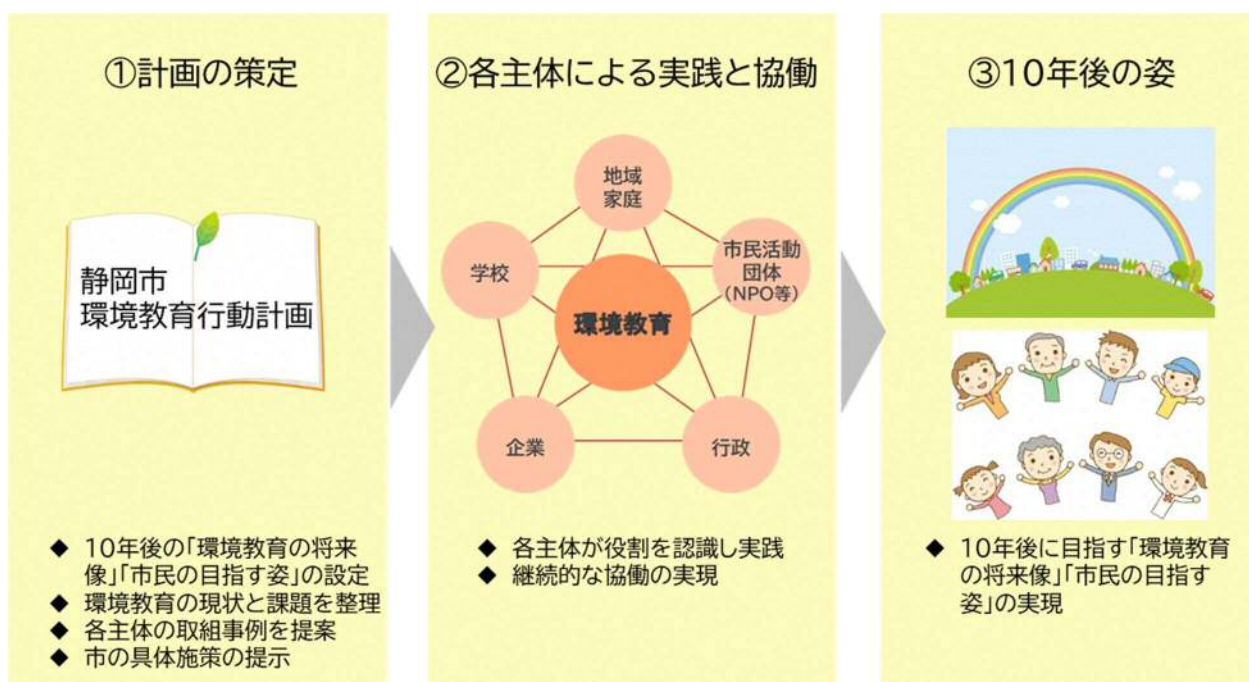 ①計画の策定
静岡市
環境教育行動計画
◆ 10年後の「環境教育の将来
像」「市民の目指す姿」の設定
◆ 環境教育の現状と課題を整理
◆ 各主体の取組事例を提案
◆ 市の具体施策の提示
②各主体による実践と協働
地域
家庭
学校
市民活動
団体
（NPO等）
環境教育
企業
行政
◆ 各主体が役割を認識し実践
◆ 継続的な協働の実現
③10年後の姿
◆ 10年後に目指す「環境教育
の将来像」「市民の目指す
姿」の実現